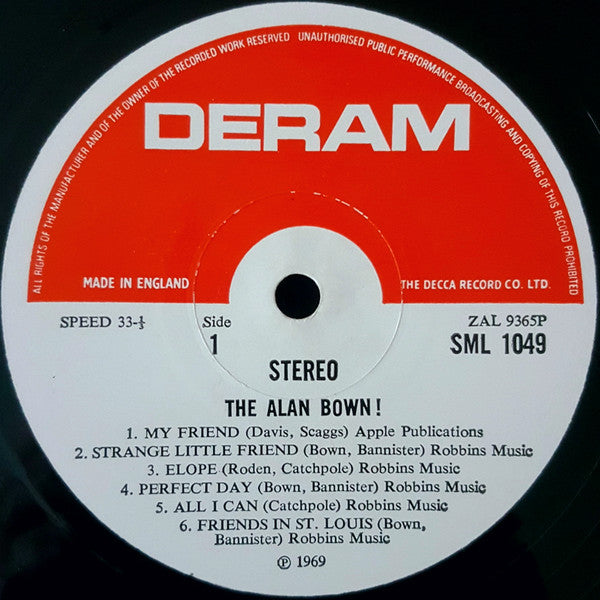 ALL RIGHTS OF THE MANUFACTURER AND OF THE OWNER OF THE RECORDED WORK RESERVED UNAUTHORISED PUBLIC PERFORMANCE BROADCASTING AND COPYING OF THIS RECORD PROHIBITED
DERAM
MADE IN ENGLAND THE DECCA RECORD CO. LTD.
SPEED 33-⅓ Side ZAL 9365P
1 SML 1049
STEREO
THE ALAN BOWN!
1. MY FRIEND (Davis, Scaggs) Apple Publications
2. STRANGE LITTLE FRIEND (Bown, Bannister) Robbins Music
3. ELOPE (Roden, Catchpole) Robbins Music
4. PERFECT DAY (Bown, Bannister) Robbins Music
5. ALL I CAN (Catchpole) Robbins Music
6. FRIENDS IN ST. LOUIS (Bown,
Bannister) Robbins Music
℗ 1969